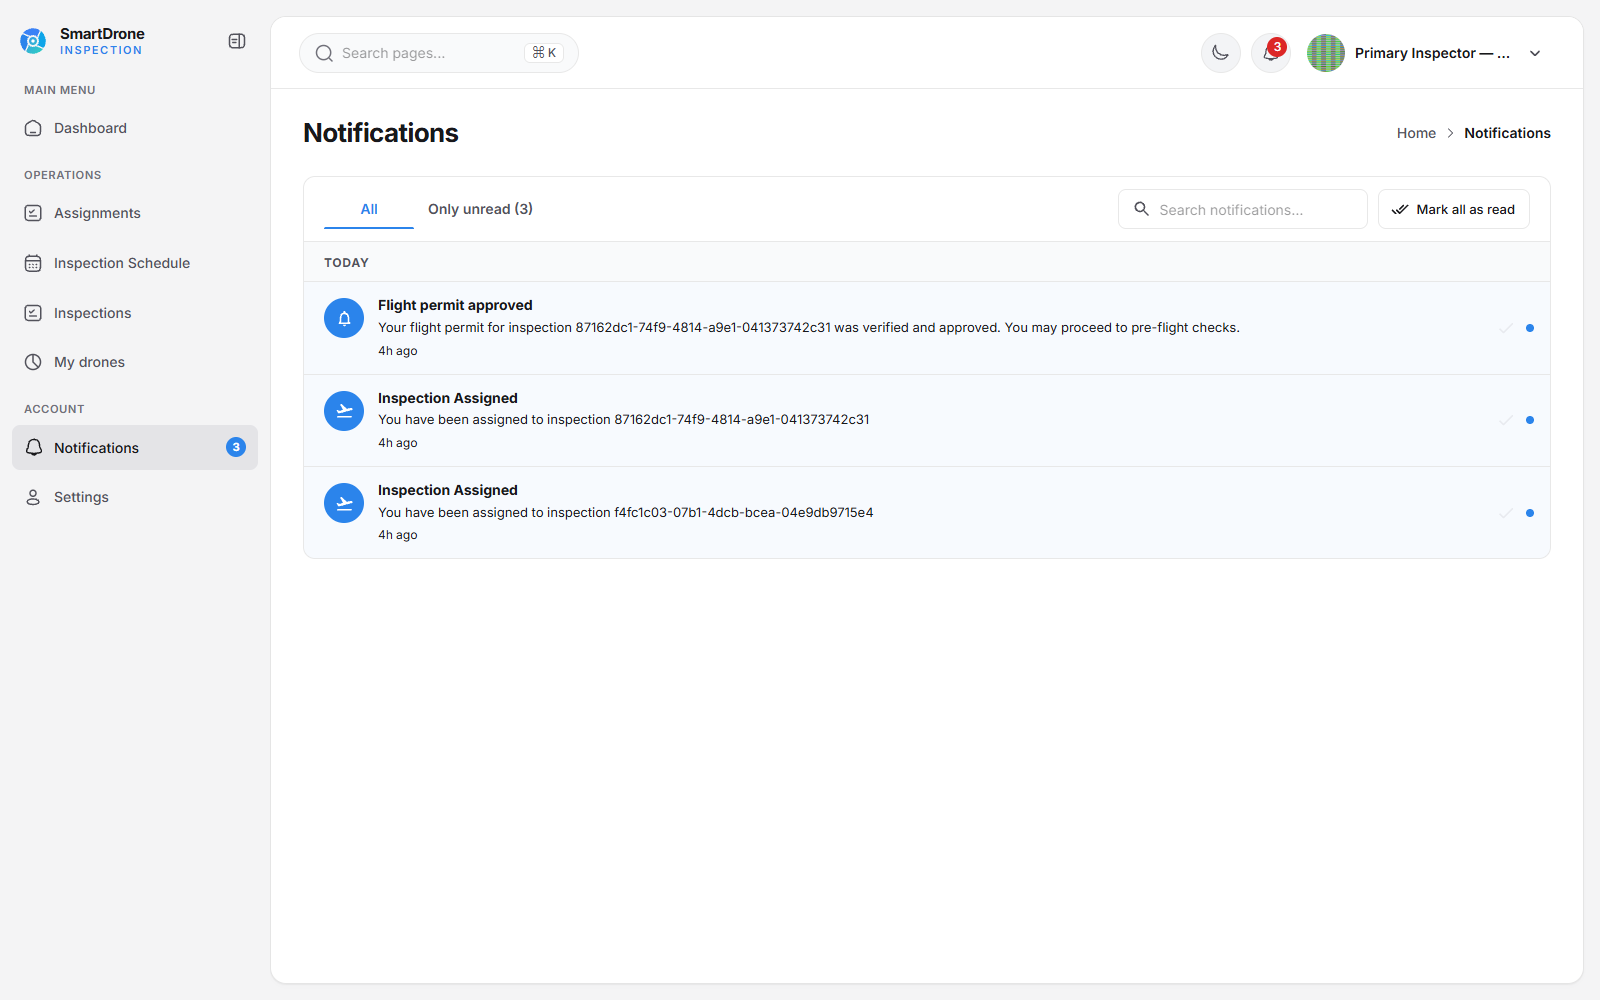 SmartDrone
INSPECTION
MAIN MENU
Dashboard
OPERATIONS
Assignments
Inspection Schedule
Inspections
My drones
ACCOUNT
Notifications
3
Settings
Search pages...
⌘ K
3
Primary Inspector — ...
Notifications
Home > Notifications
All
Only unread (3)
Search notifications...
Mark all as read
TODAY
Flight permit approved
Your flight permit for inspection 87162dc1-74f9-4814-a9e1-041373742c31 was verified and approved. You may proceed to pre-flight checks.
4h ago
Inspection Assigned
You have been assigned to inspection 87162dc1-74f9-4814-a9e1-041373742c31
4h ago
Inspection Assigned
You have been assigned to inspection f4fc1c03-07b1-4dcb-bcea-04e9db9715e4
4h ago